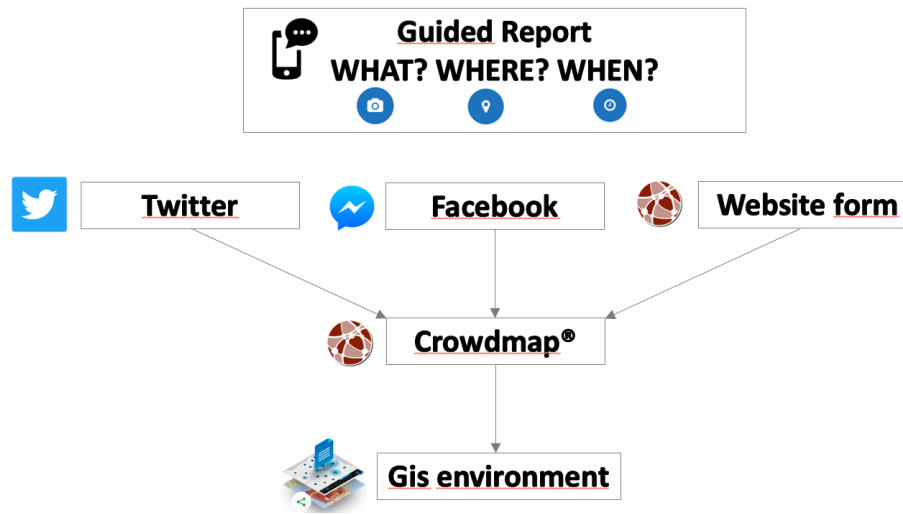 Guided Report
WHAT? WHERE? WHEN?
Twitter
Facebook
Website form
Crowdmap®
Gis environment